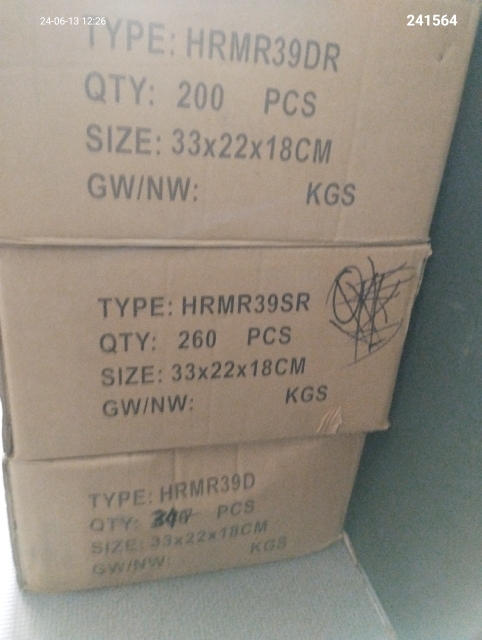 24-06-13 12:26
241564
TYPE: HRMR39DR
QTY: 200 PCS
SIZE: 33x22x18CM
GW/NW: KGS
TYPE: HRMR39SR
QTY: 260 PCS
SIZE: 33x22x18CM
GW/NW: KGS
TYPE: HRMR39D
QTY: PCS
SIZE: 33x22x18CM
GW/NW: KGS